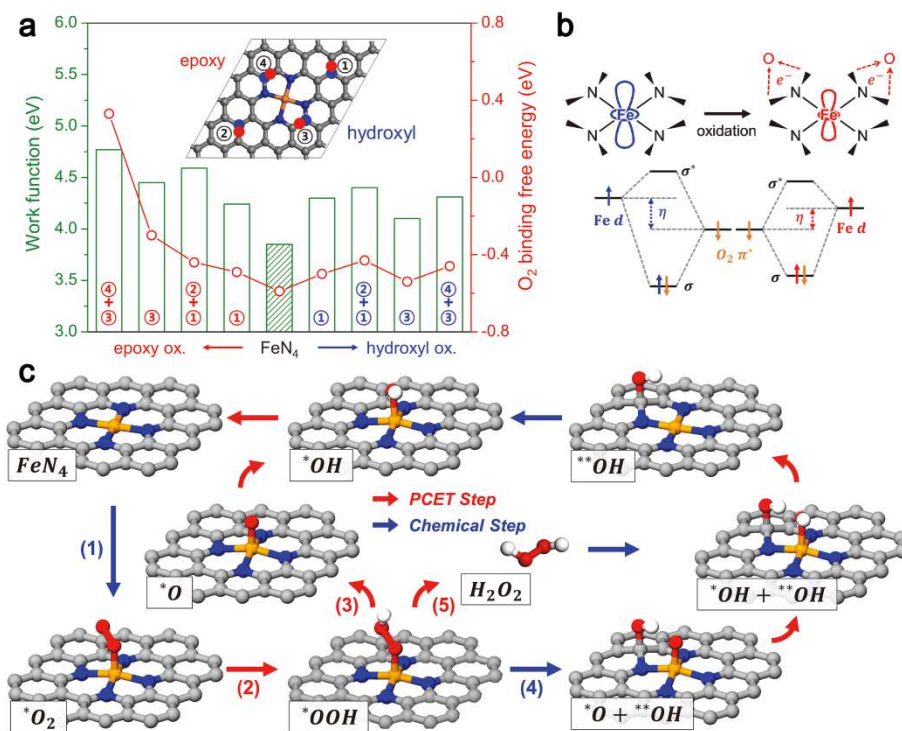 a
Work function (eV)
6.0
5.5
5.0
4.5
4.0
3.5
3.0
O₂ binding free energy (eV)
0.8
0.4
0.0
-0.4
-0.8
epoxy
hydroxyl
④
①
②
③
④
+
③
③
②
+
①
①
①
②
+
①
③
④
+
③
epoxy ox.
FeN₄
hydroxyl ox.
b
N N
N N
Fe
oxidation
O O
e⁻ e⁻
N N
N N
Fe
σ*
Fe d
η
O₂ π*
σ
σ*
Fe d
η
σ
c
FeN₄
*OH
**OH
PCET Step
Chemical Step
(1)
*O
(3)
(5)
H₂O₂
*OH + **OH
*O₂
(2)
*OOH
(4)
*O + **OH